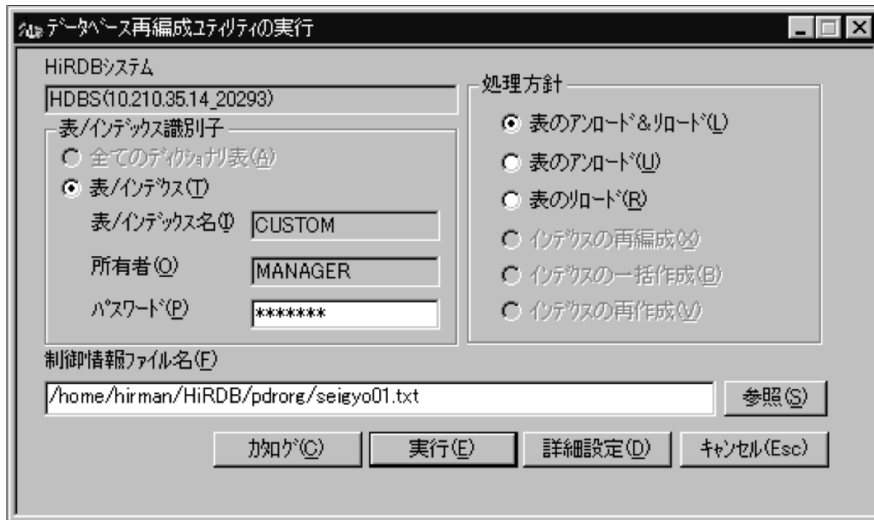 ﾃﾞｰﾀﾍﾞｰｽ再編成ﾕﾃｨﾘﾃｨの実行
HiRDBｼｽﾃﾑ
HDBS(10.210.35.14_20293)
表/ｲﾝﾃﾞｯｸｽ識別子
全てのﾃﾞｨｸｼｮﾅﾘ表(A)
表/ｲﾝﾃﾞｸｽ(T)
表/ｲﾝﾃﾞｯｸｽ名(I)
CUSTOM
所有者(O)
MANAGER
ﾊﾟｽﾜｰﾄﾞ(P)
*******
処理方針
表のｱﾝﾛｰﾄﾞ&ﾘﾛｰﾄﾞ(L)
表のｱﾝﾛｰﾄﾞ(U)
表のﾘﾛｰﾄﾞ(R)
ｲﾝﾃﾞｸｽの再編成(X)
ｲﾝﾃﾞｸｽの一括作成(B)
ｲﾝﾃﾞｸｽの再作成(V)
制御情報ﾌｧｲﾙ名(F)
/home/hirman/HiRDB/pdrorg/seigyo01.txt
参照(S)
ｶﾀﾛｸﾞ(C)
実行(E)
詳細設定(D)
ｷｬﾝｾﾙ(Esc)